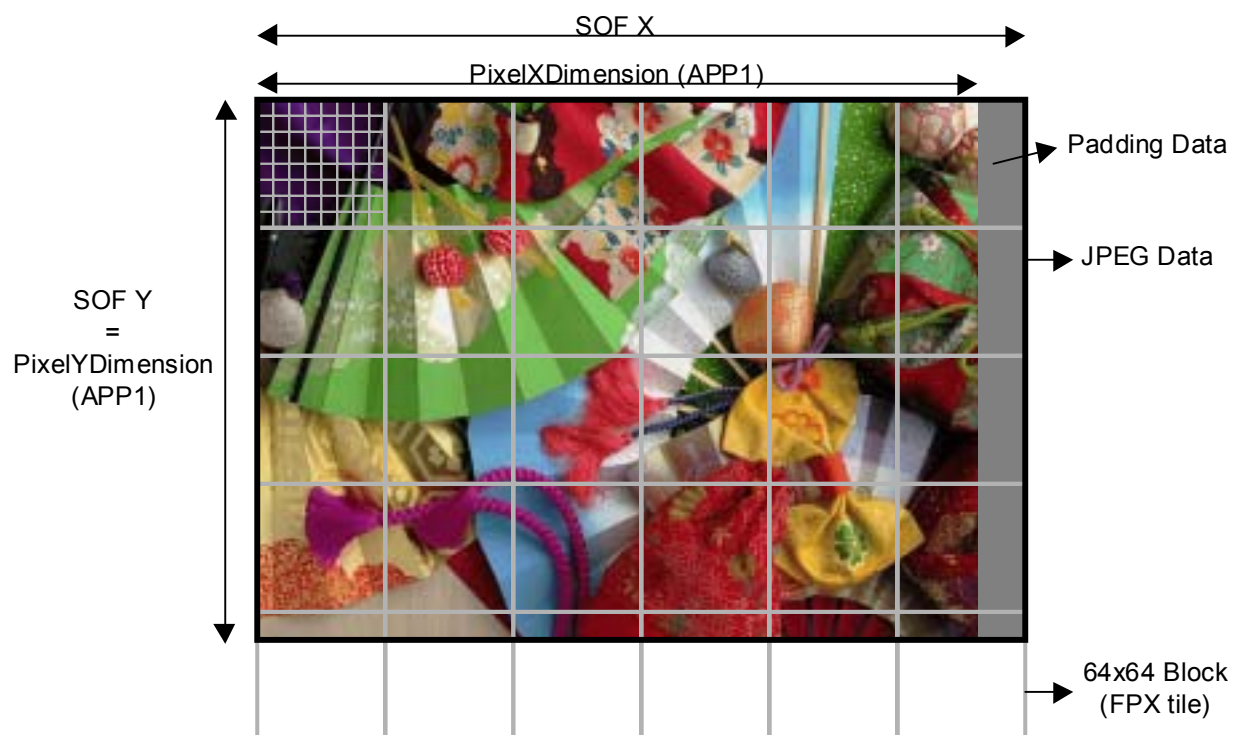 SOF X
PixelXDimension (APP1)
Padding Data
JPEG Data
SOF Y
=
PixelYDimension
(APP1)
64x64 Block
(FPX tile)